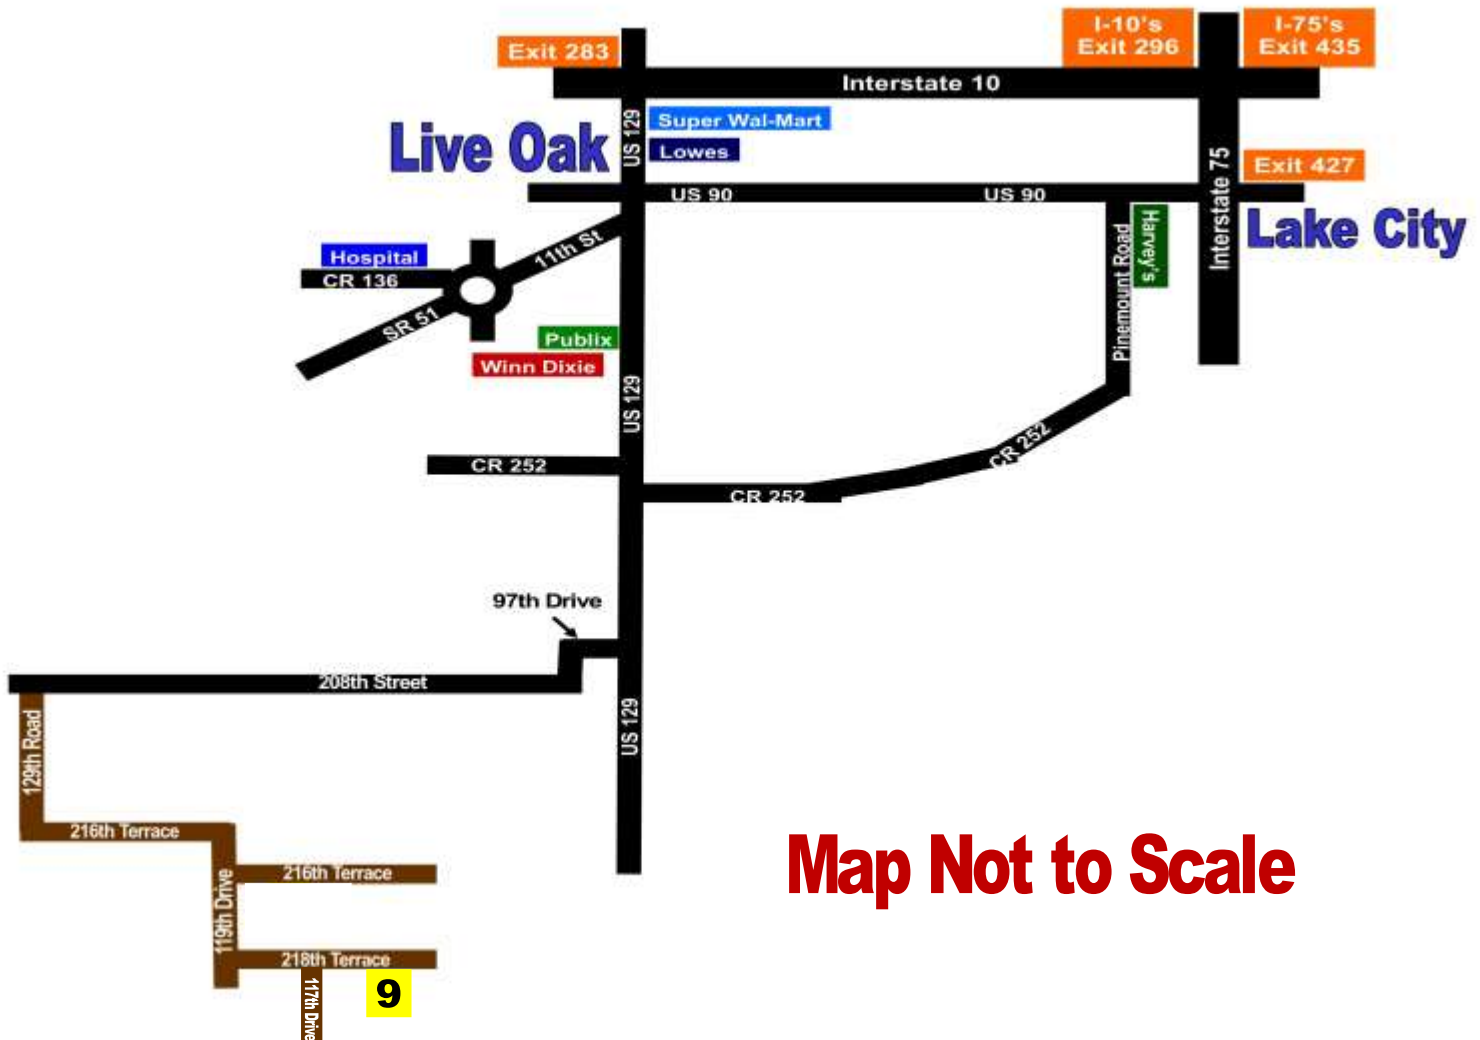 I-10's
Exit 296
I-75's
Exit 435
Exit 283
Interstate 10
US 129
Super Wal-Mart
Live Oak
Lowes
Exit 427
US 90
US 90
Interstate 75
Lake City
Harvey's
Pinemount Road
11th St
Hospital
CR 136
SR 51
Publix
Winn Dixie
US 129
CR 252
CR 252
CR 252
97th Drive
208th Street
US 129
129th Road
216th Terrace
Map Not to Scale
216th Terrace
119th Drive
218th Terrace
117th Drive
9